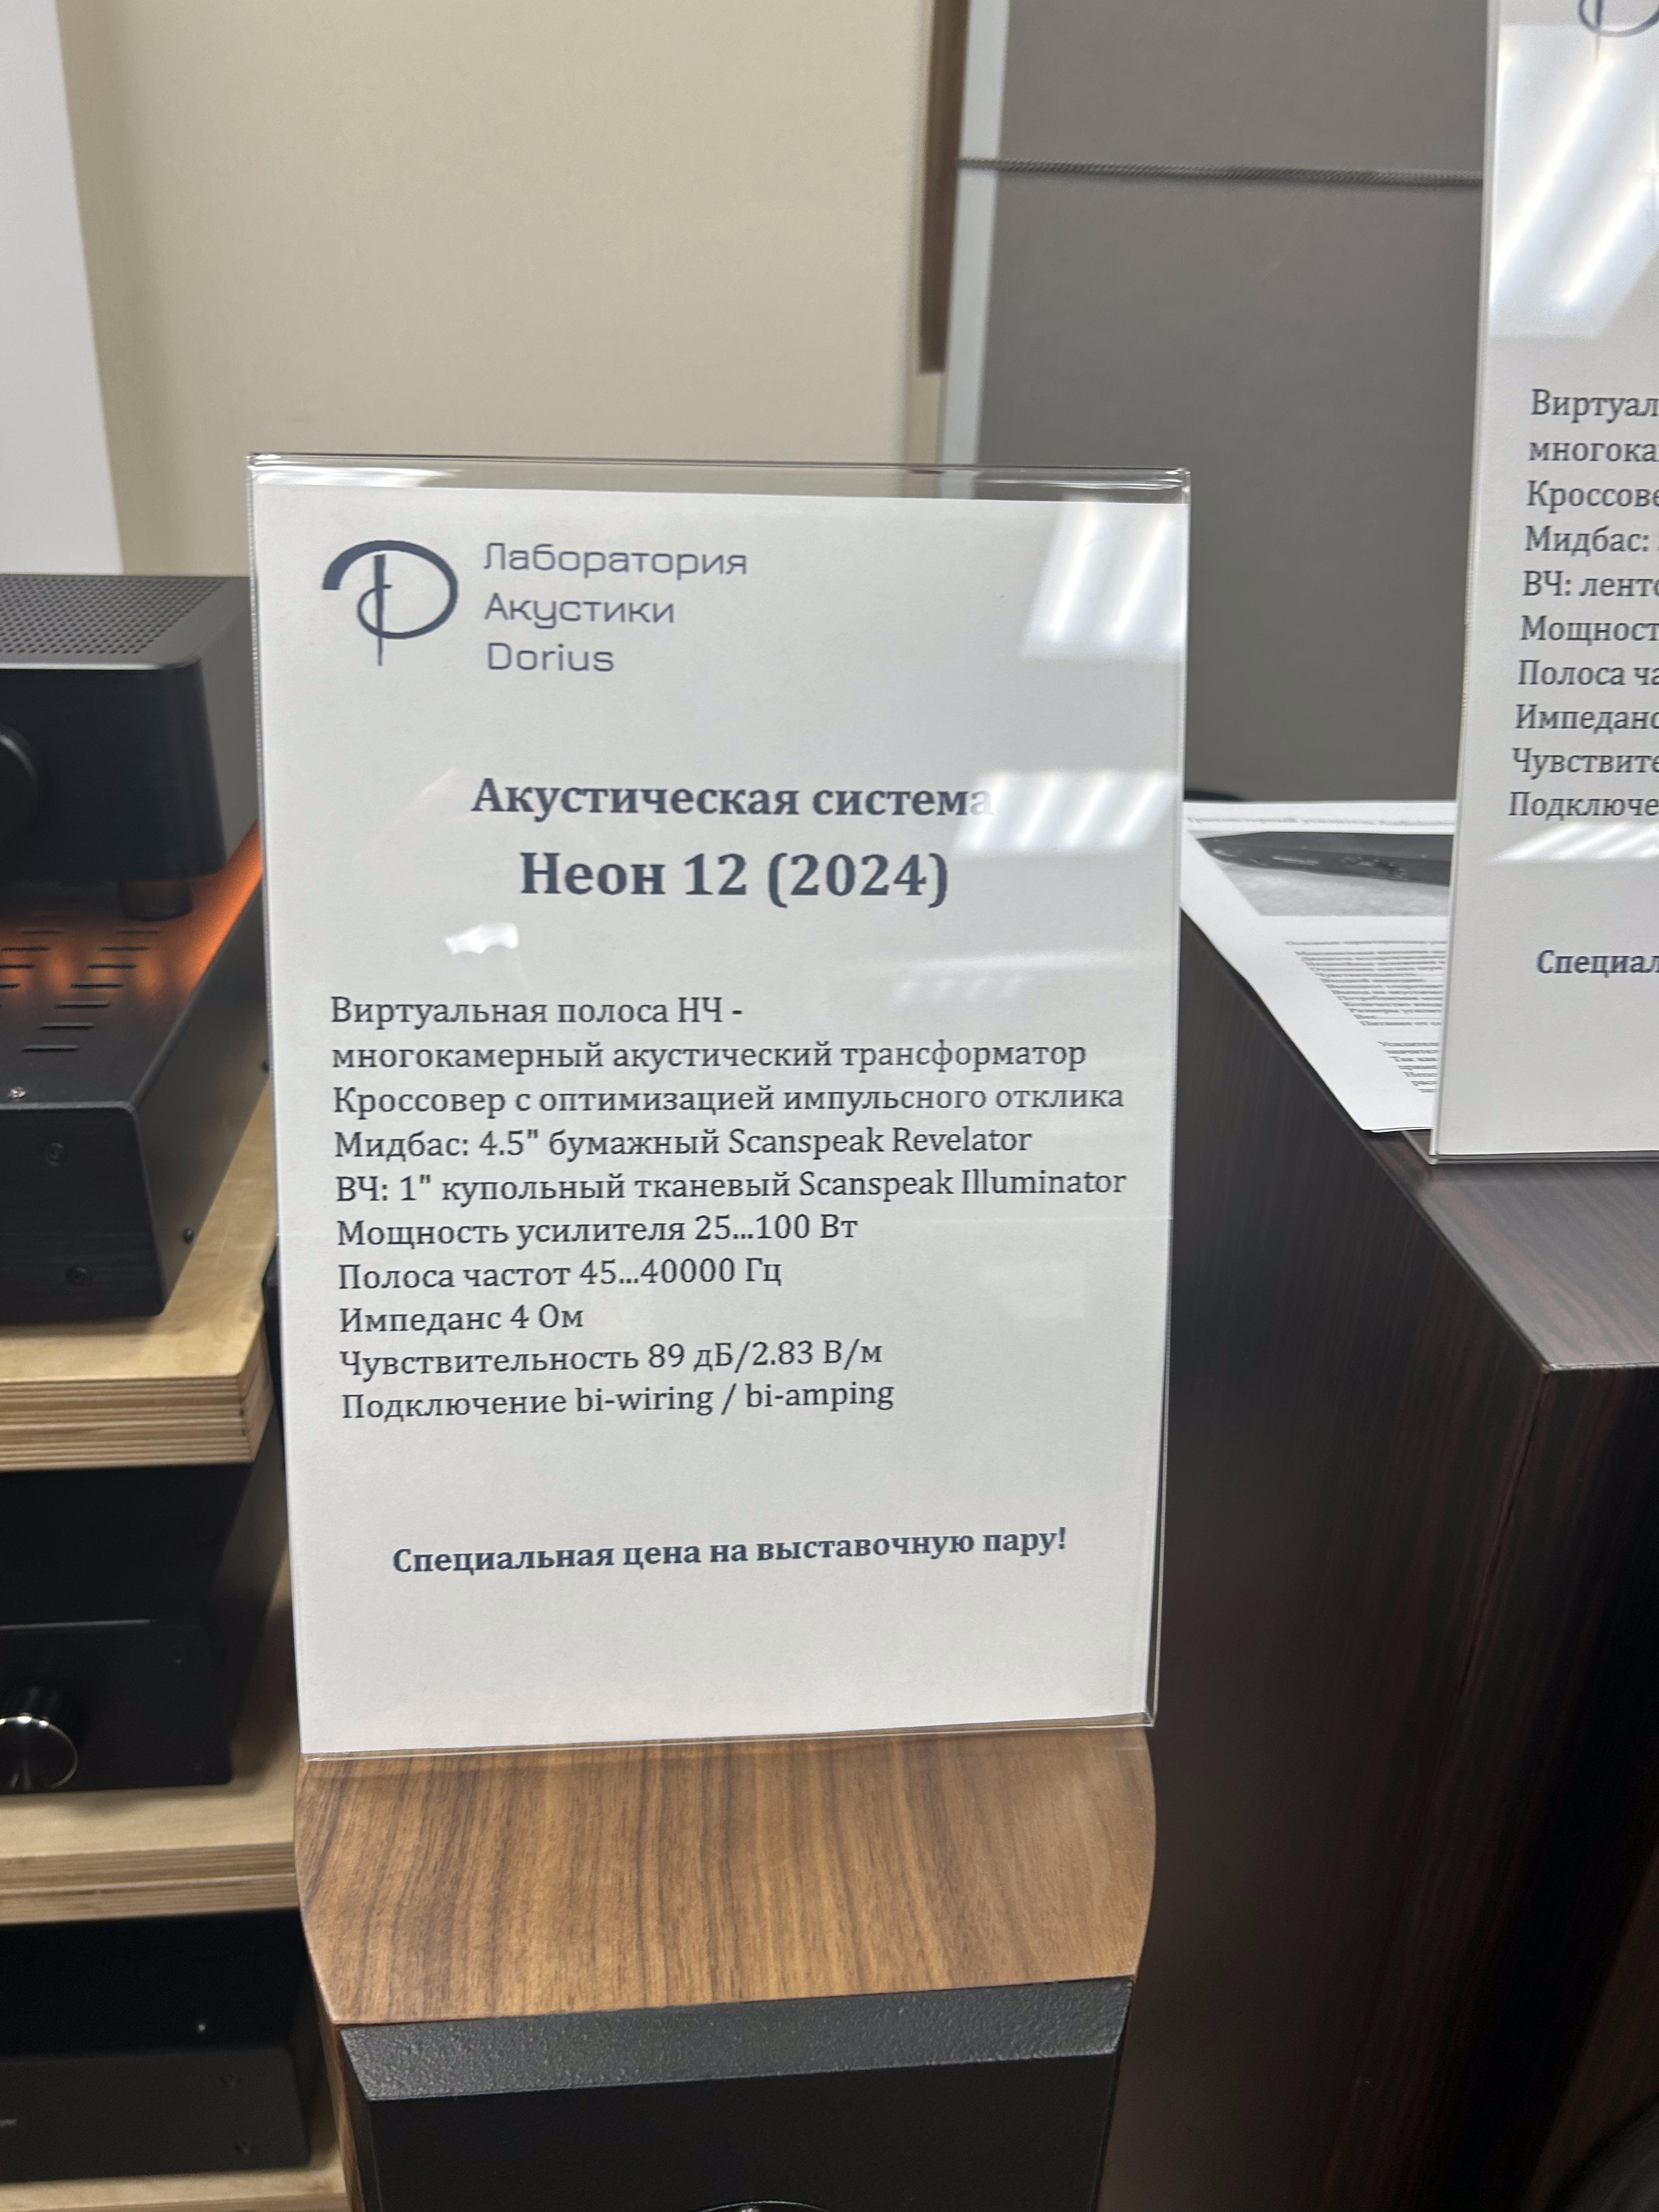 Лаборатория
Акустики
Dorius
Акустическая система
Неон 12 (2024)
Виртуальная полоса НЧ -
многокамерный акустический трансформатор
Кроссовер с оптимизацией импульсного отклика
Мидбас: 4.5" бумажный Scanspeak Revelator
ВЧ: 1" купольный тканевый Scanspeak Illuminator
Мощность усилителя 25...100 Вт
Полоса частот 45...40000 Гц
Импеданс 4 Ом
Чувствительность 89 дБ/2.83 В/м
Подключение bi-wiring / bi-amping
Специальная цена на выставочную пару!
Мидбас:
ВЧ:
Полоса